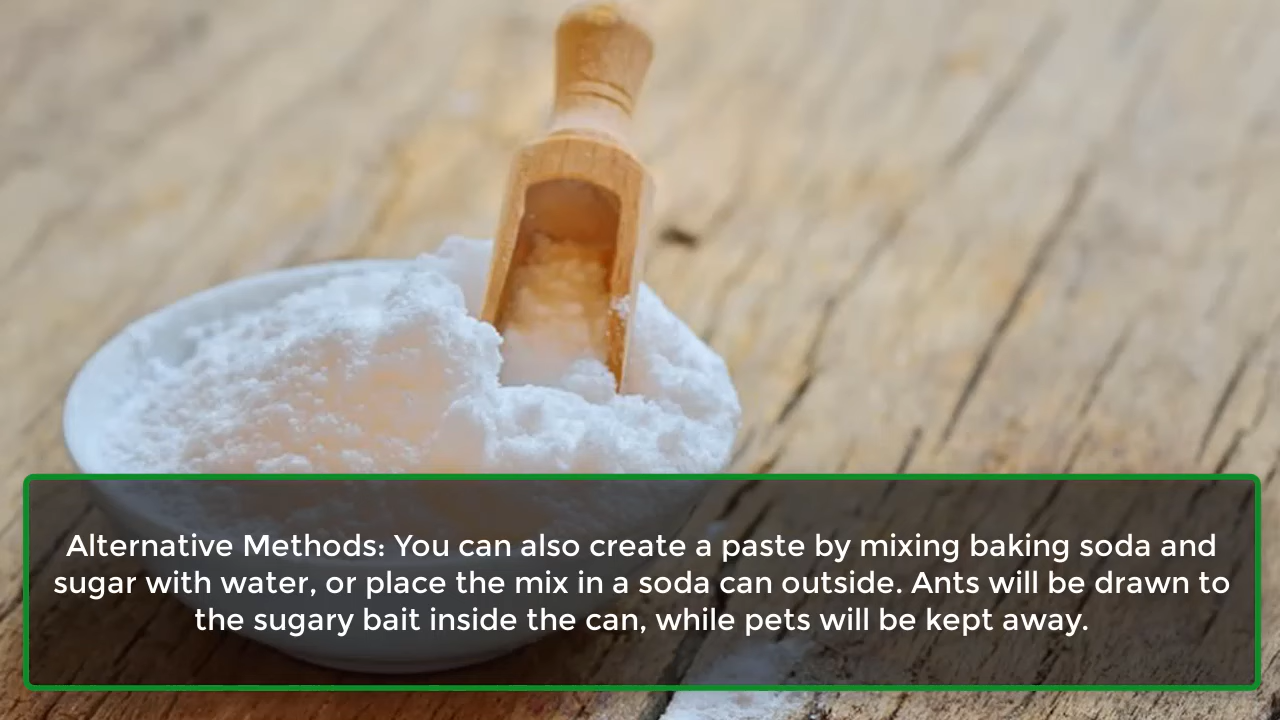 Alternative Methods: You can also create a paste by mixing baking soda and
sugar with water, or place the mix in a soda can outside. Ants will be drawn to
the sugary bait inside the can, while pets will be kept away.